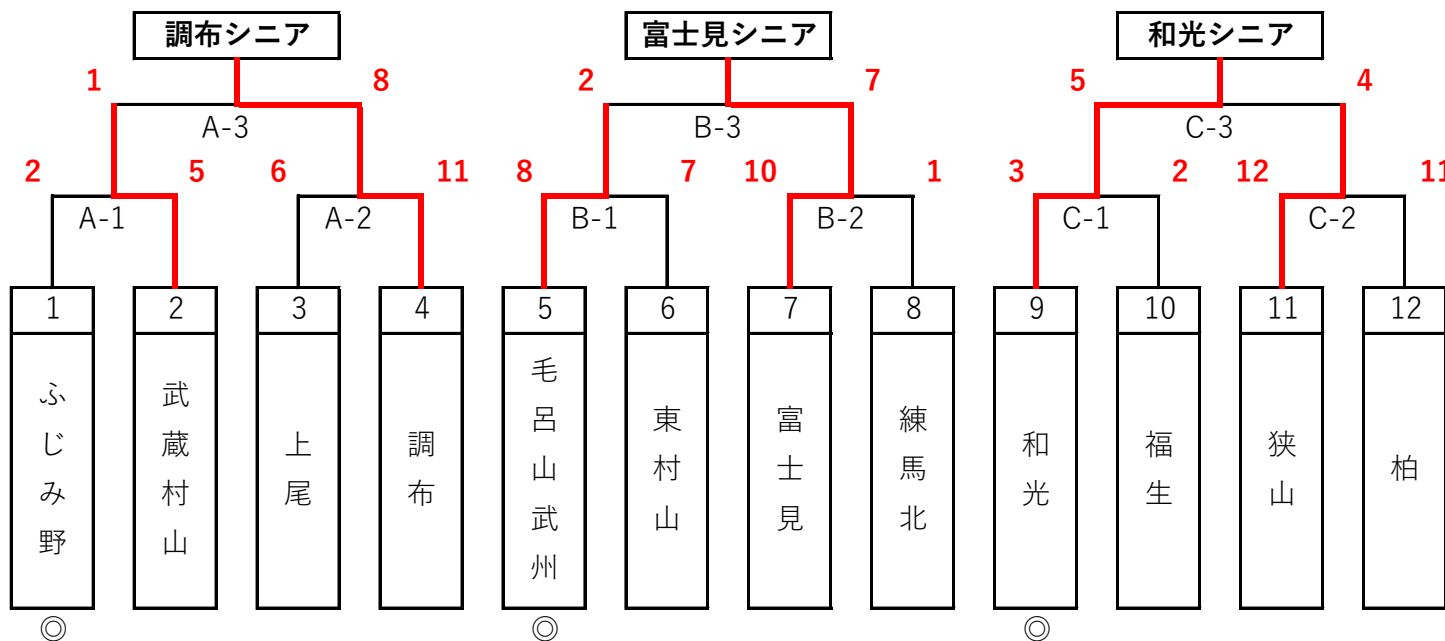 調布シニア 富士見シニア 和光シニア
1 8 2 7 5 4
A-3 B-3 C-3
2 5 6 11 8 7 10 1 3 2 12 11
A-1 A-2 B-1 B-2 C-1 C-2
1 2 3 4 5 6 7 8 9 10 11 12
ふじみ野
武蔵村山
上尾
調布
毛呂山武州
東村山
富士見
練馬北
和光
福生
狭山
柏
◎ ◎ ◎